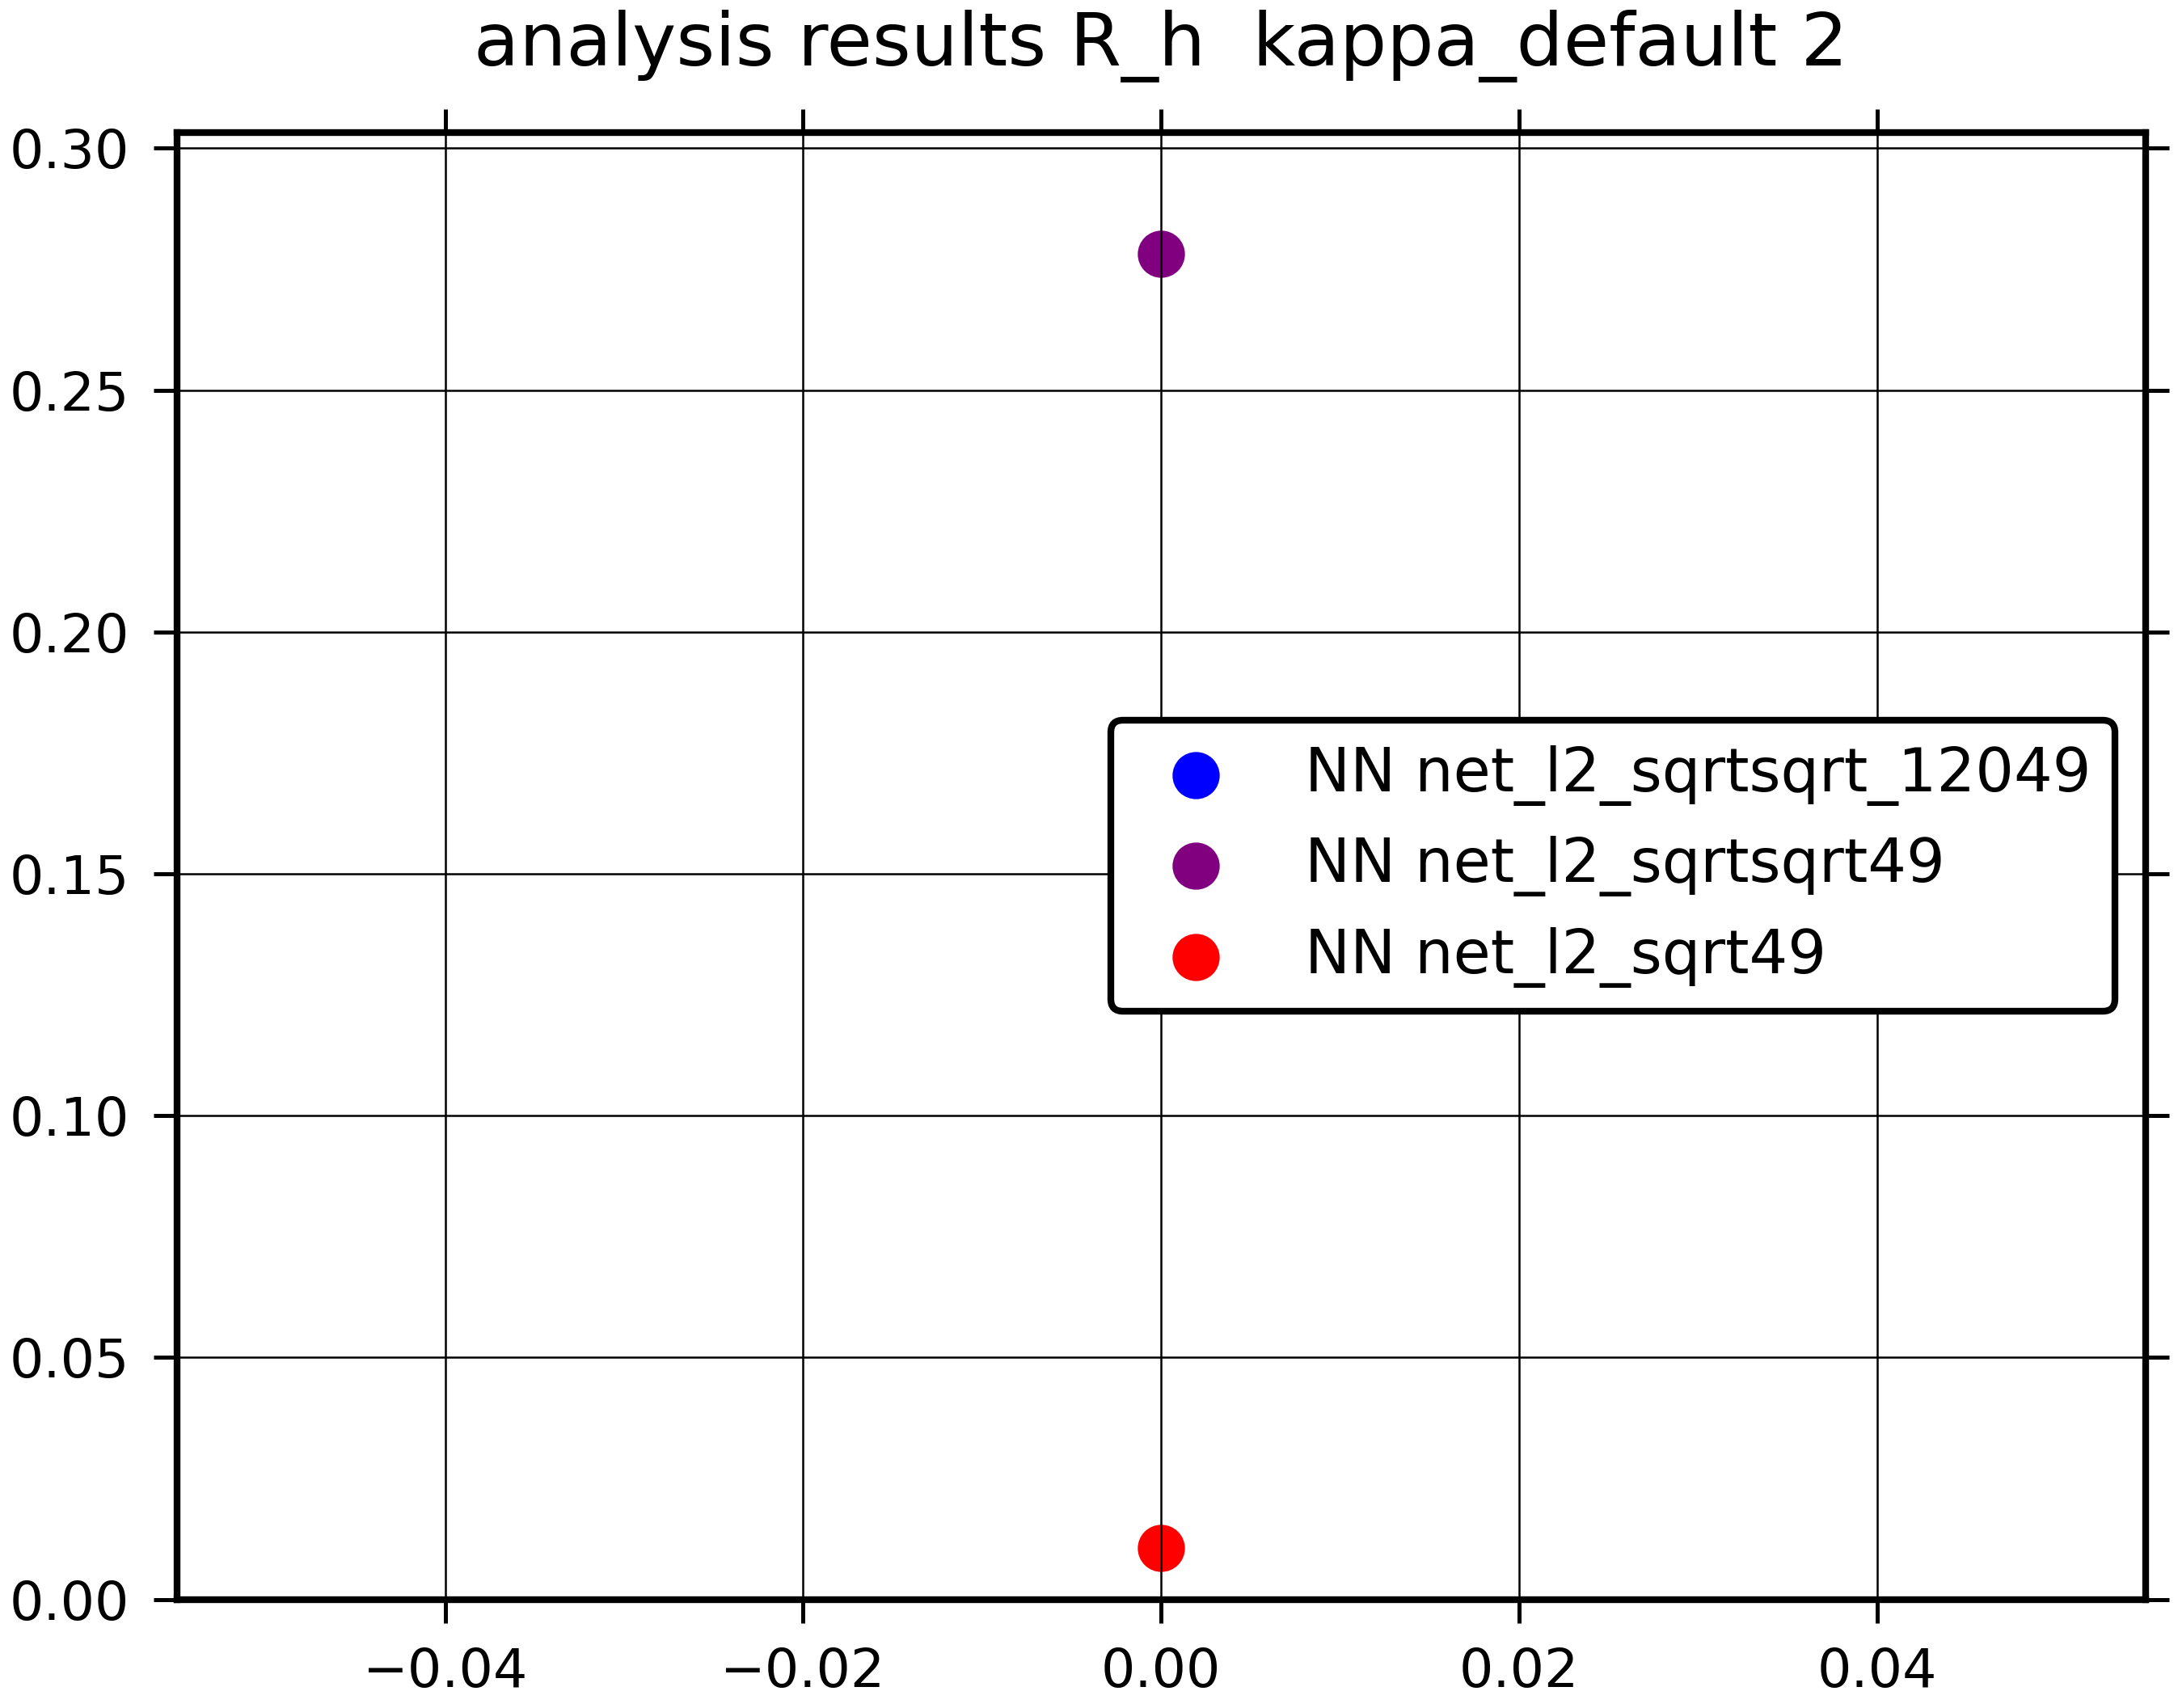 analysis results R_h  kappa_default 2
0.30
0.25
0.20
0.15
0.10
0.05
0.00
NN net_l2_sqrtsqrt_12049
NN net_l2_sqrtsqrt49
NN net_l2_sqrt49
−0.04 −0.02 0.00 0.02 0.04